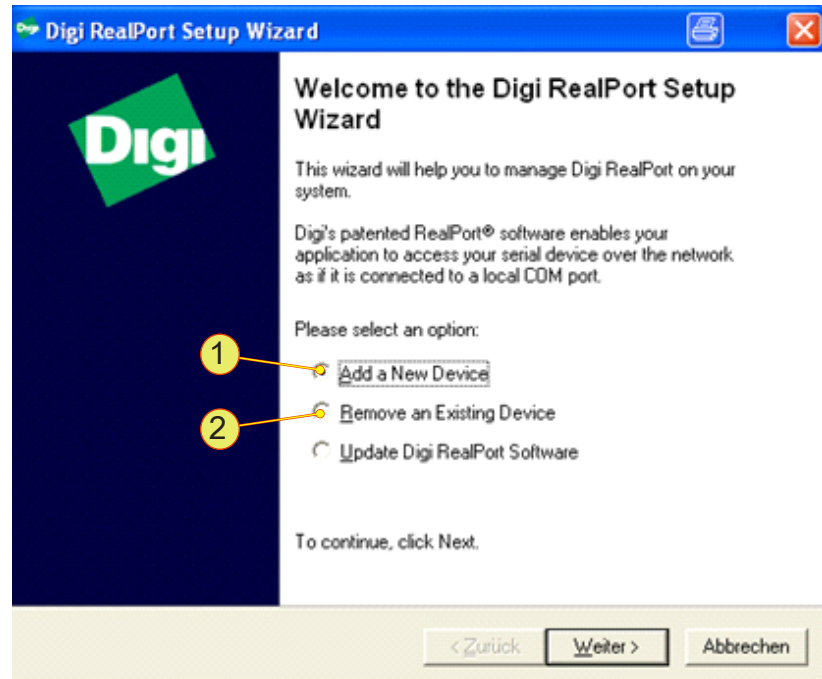 Digi RealPort Setup Wizard
Digi
Welcome to the Digi RealPort Setup
Wizard
This wizard will help you to manage Digi RealPort on your
system.
Digi's patented RealPort® software enables your
application to access your serial device over the network
as if it is connected to a local COM port.
Please select an option:
1
Add a New Device
2
Remove an Existing Device
Update Digi RealPort Software
To continue, click Next.
< Zurück
Weiter >
Abbrechen